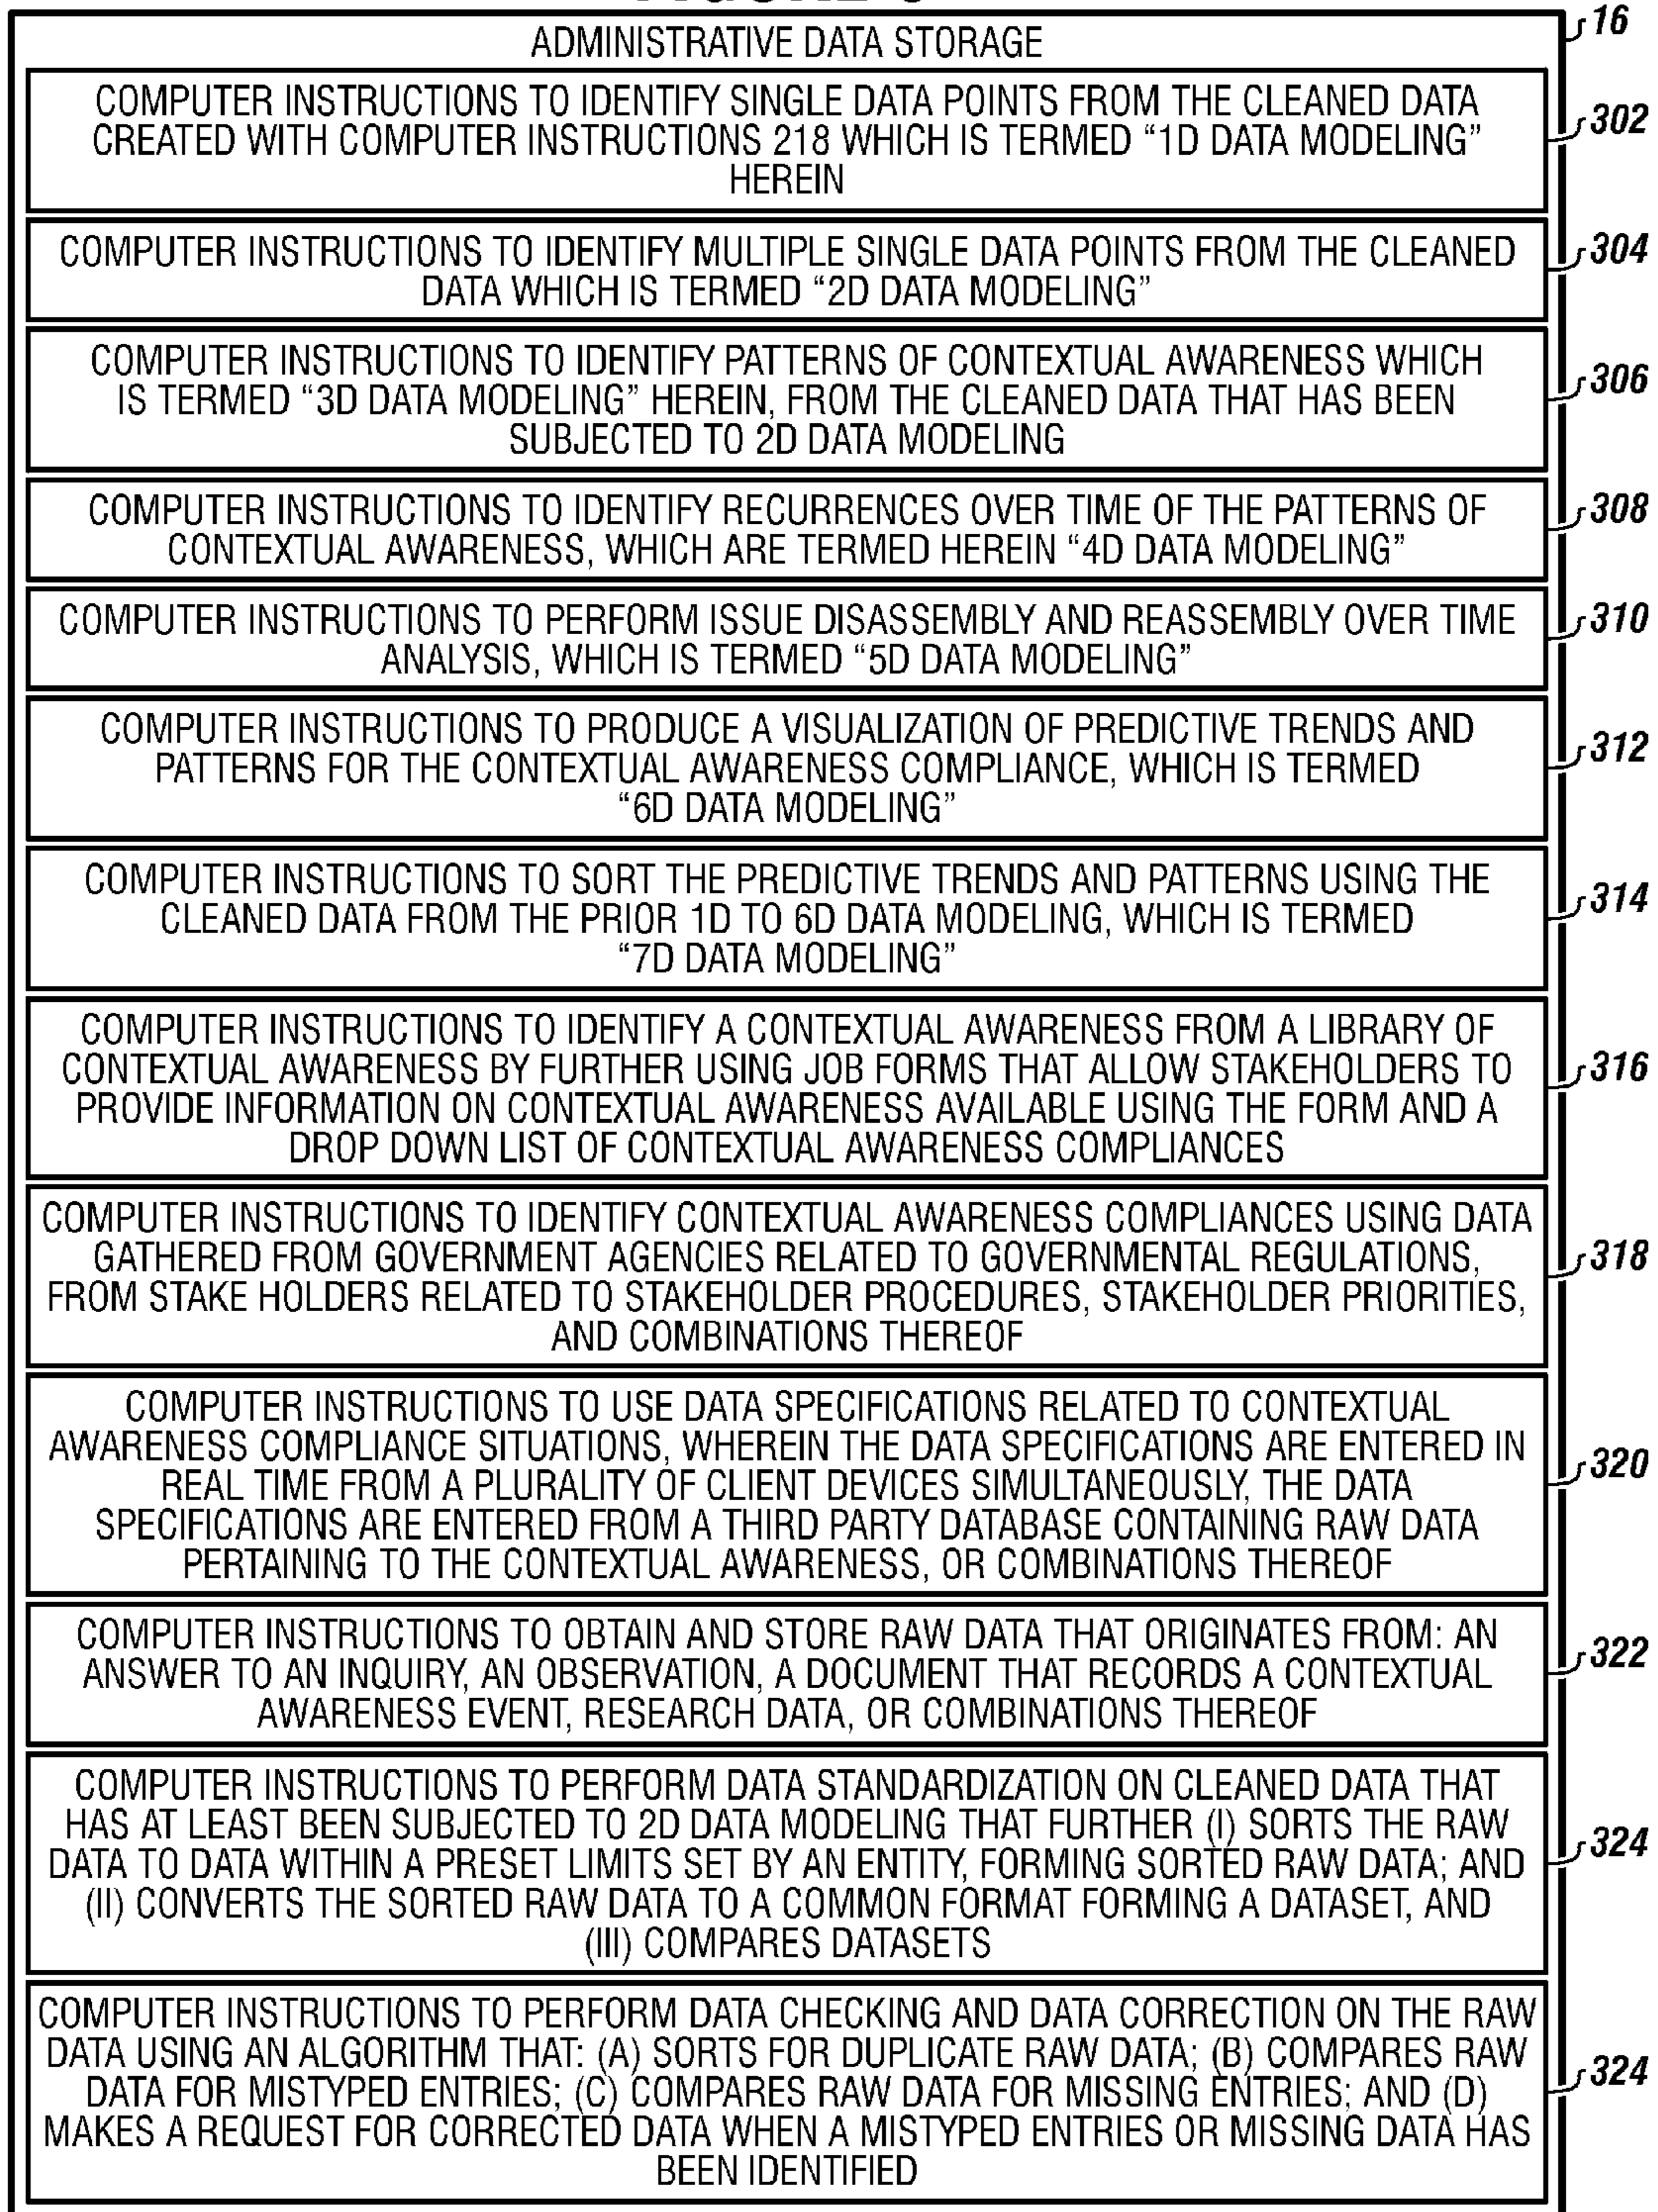 16
ADMINISTRATIVE DATA STORAGE
COMPUTER INSTRUCTIONS TO IDENTIFY SINGLE DATA POINTS FROM THE CLEANED DATA
CREATED WITH COMPUTER INSTRUCTIONS 218 WHICH IS TERMED “1D DATA MODELING”
HEREIN
302
COMPUTER INSTRUCTIONS TO IDENTIFY MULTIPLE SINGLE DATA POINTS FROM THE CLEANED
DATA WHICH IS TERMED “2D DATA MODELING”
304
COMPUTER INSTRUCTIONS TO IDENTIFY PATTERNS OF CONTEXTUAL AWARENESS WHICH
IS TERMED “3D DATA MODELING” HEREIN, FROM THE CLEANED DATA THAT HAS BEEN
SUBJECTED TO 2D DATA MODELING
306
COMPUTER INSTRUCTIONS TO IDENTIFY RECURRENCES OVER TIME OF THE PATTERNS OF
CONTEXTUAL AWARENESS, WHICH ARE TERMED HEREIN “4D DATA MODELING”
308
COMPUTER INSTRUCTIONS TO PERFORM ISSUE DISASSEMBLY AND REASSEMBLY OVER TIME
ANALYSIS, WHICH IS TERMED “5D DATA MODELING”
310
COMPUTER INSTRUCTIONS TO PRODUCE A VISUALIZATION OF PREDICTIVE TRENDS AND
PATTERNS FOR THE CONTEXTUAL AWARENESS COMPLIANCE, WHICH IS TERMED
“6D DATA MODELING”
312
COMPUTER INSTRUCTIONS TO SORT THE PREDICTIVE TRENDS AND PATTERNS USING THE
CLEANED DATA FROM THE PRIOR 1D TO 6D DATA MODELING, WHICH IS TERMED
“7D DATA MODELING”
314
COMPUTER INSTRUCTIONS TO IDENTIFY A CONTEXTUAL AWARENESS FROM A LIBRARY OF
CONTEXTUAL AWARENESS BY FURTHER USING JOB FORMS THAT ALLOW STAKEHOLDERS TO
PROVIDE INFORMATION ON CONTEXTUAL AWARENESS AVAILABLE USING THE FORM AND A
DROP DOWN LIST OF CONTEXTUAL AWARENESS COMPLIANCES
316
COMPUTER INSTRUCTIONS TO IDENTIFY CONTEXTUAL AWARENESS COMPLIANCES USING DATA
GATHERED FROM GOVERNMENT AGENCIES RELATED TO GOVERNMENTAL REGULATIONS,
FROM STAKE HOLDERS RELATED TO STAKEHOLDER PROCEDURES, STAKEHOLDER PRIORITIES,
AND COMBINATIONS THEREOF
318
COMPUTER INSTRUCTIONS TO USE DATA SPECIFICATIONS RELATED TO CONTEXTUAL
AWARENESS COMPLIANCE SITUATIONS, WHEREIN THE DATA SPECIFICATIONS ARE ENTERED IN
REAL TIME FROM A PLURALITY OF CLIENT DEVICES SIMULTANEOUSLY, THE DATA
SPECIFICATIONS ARE ENTERED FROM A THIRD PARTY DATABASE CONTAINING RAW DATA
PERTAINING TO THE CONTEXTUAL AWARENESS, OR COMBINATIONS THEREOF
320
COMPUTER INSTRUCTIONS TO OBTAIN AND STORE RAW DATA THAT ORIGINATES FROM: AN
ANSWER TO AN INQUIRY, AN OBSERVATION, A DOCUMENT THAT RECORDS A CONTEXTUAL
AWARENESS EVENT, RESEARCH DATA, OR COMBINATIONS THEREOF
322
COMPUTER INSTRUCTIONS TO PERFORM DATA STANDARDIZATION ON CLEANED DATA THAT
HAS AT LEAST BEEN SUBJECTED TO 2D DATA MODELING THAT FURTHER (I) SORTS THE RAW
DATA TO DATA WITHIN A PRESET LIMITS SET BY AN ENTITY, FORMING SORTED RAW DATA; AND
(II) CONVERTS THE SORTED RAW DATA TO A COMMON FORMAT FORMING A DATASET, AND
(III) COMPARES DATASETS
324
COMPUTER INSTRUCTIONS TO PERFORM DATA CHECKING AND DATA CORRECTION ON THE RAW
DATA USING AN ALGORITHM THAT: (A) SORTS FOR DUPLICATE RAW DATA; (B) COMPARES RAW
DATA FOR MISTYPED ENTRIES; (C) COMPARES RAW DATA FOR MISSING ENTRIES; AND (D)
MAKES A REQUEST FOR CORRECTED DATA WHEN A MISTYPED ENTRIES OR MISSING DATA HAS
BEEN IDENTIFIED
324